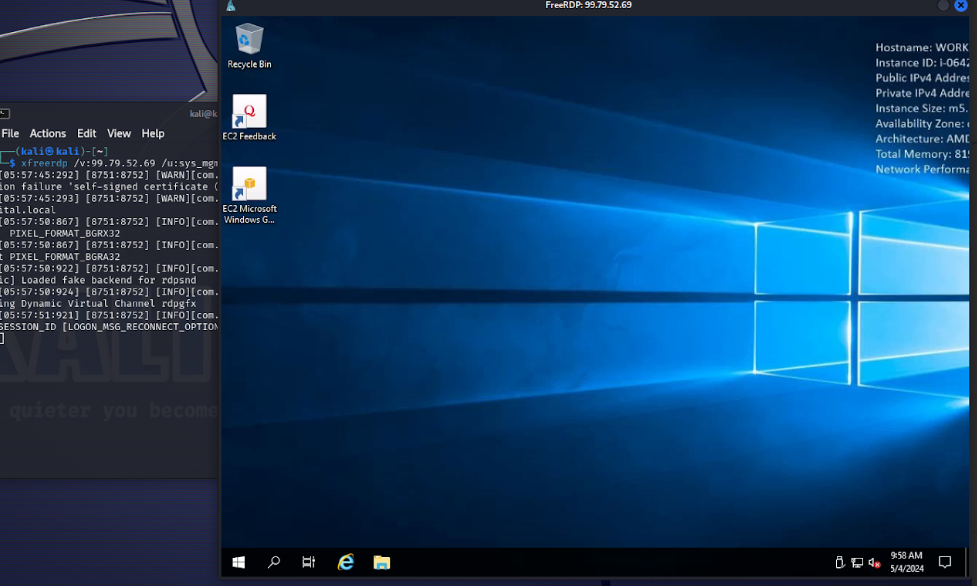 FreeRDP: 99.79.52.69
Recycle Bin
EC2 Feedback
EC2 Microsoft
Windows G...
Hostname: WORK
Instance ID: i-0642
Public IPv4 Addre
Private IPv4 Addre
Instance Size: m5.
Availability Zone:
Architecture: AMD
Total Memory: 819
Network Performa
kali@k
File Actions Edit View Help
(kali㉿kali)-[~]
$ xfreerdp /v:99.79.52.69 /u:sys_mgm
[05:57:45:292] [8751:8752] [WARN][com.
ion failure 'self-signed certificate (
[05:57:45:293] [8751:8752] [WARN][com.
ital.local
[05:57:50:867] [8751:8752] [INFO][com.
PIXEL_FORMAT_BGRX32
[05:57:50:867] [8751:8752] [INFO][com.
t PIXEL_FORMAT_BGRA32
[05:57:50:922] [8751:8752] [INFO][com.
ic] Loaded fake backend for rdpsnd
[05:57:50:924] [8751:8752] [INFO][com.
ing Dynamic Virtual Channel rdpgfx
[05:57:51:921] [8751:8752] [INFO][com.
SESSION_ID [LOGON_MSG_RECONNECT_OPTION
KALI
quieter you become
9:58 AM
5/4/2024